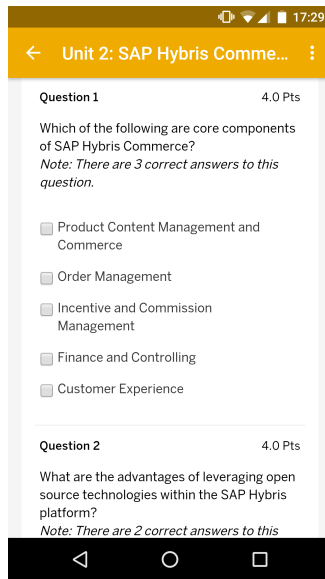 17:29
Unit 2: SAP Hybris Comme...
Question 1 4.0 Pts
Which of the following are core components
of SAP Hybris Commerce?
Note: There are 3 correct answers to this
question.
Product Content Management and
Commerce
Order Management
Incentive and Commission
Management
Finance and Controlling
Customer Experience
Question 2 4.0 Pts
What are the advantages of leveraging open
source technologies within the SAP Hybris
platform?
Note: There are 2 correct answers to this